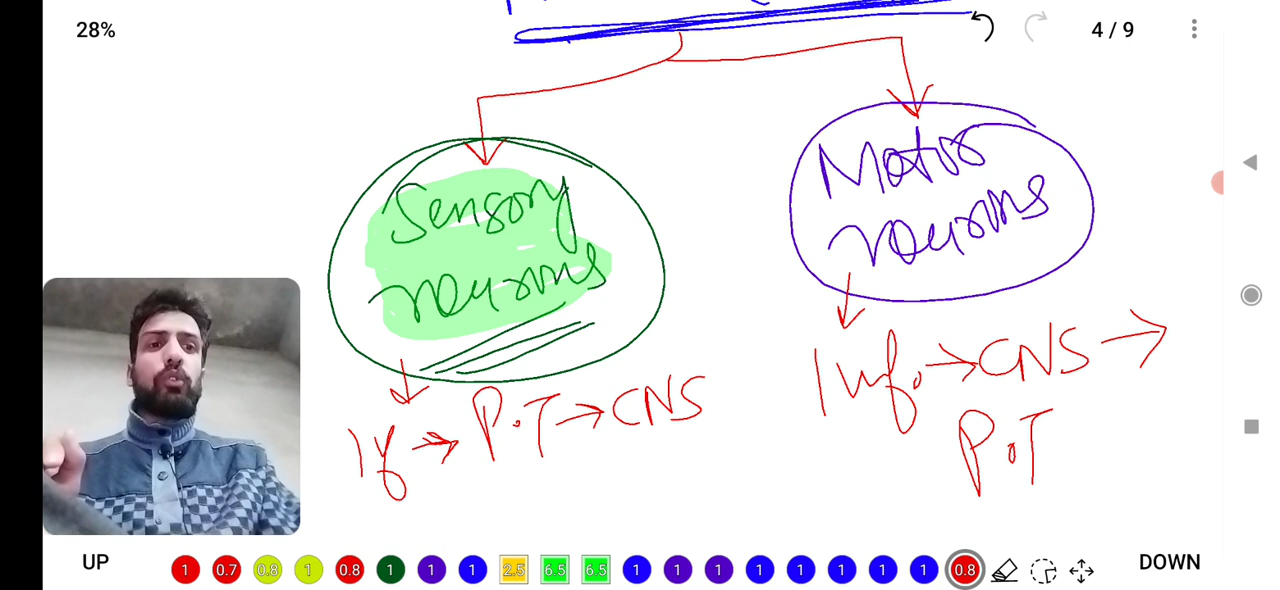 28%
4 / 9
Sensory
neurons
Motor
neurons
If → P.T → CNS
Inf. → CNS →
P.T
UP
1 0.7 0.8 1 0.8 1 1 1 2.5 6.5 6.5 1 1 1 1 1 1 1 1 0.8
DOWN